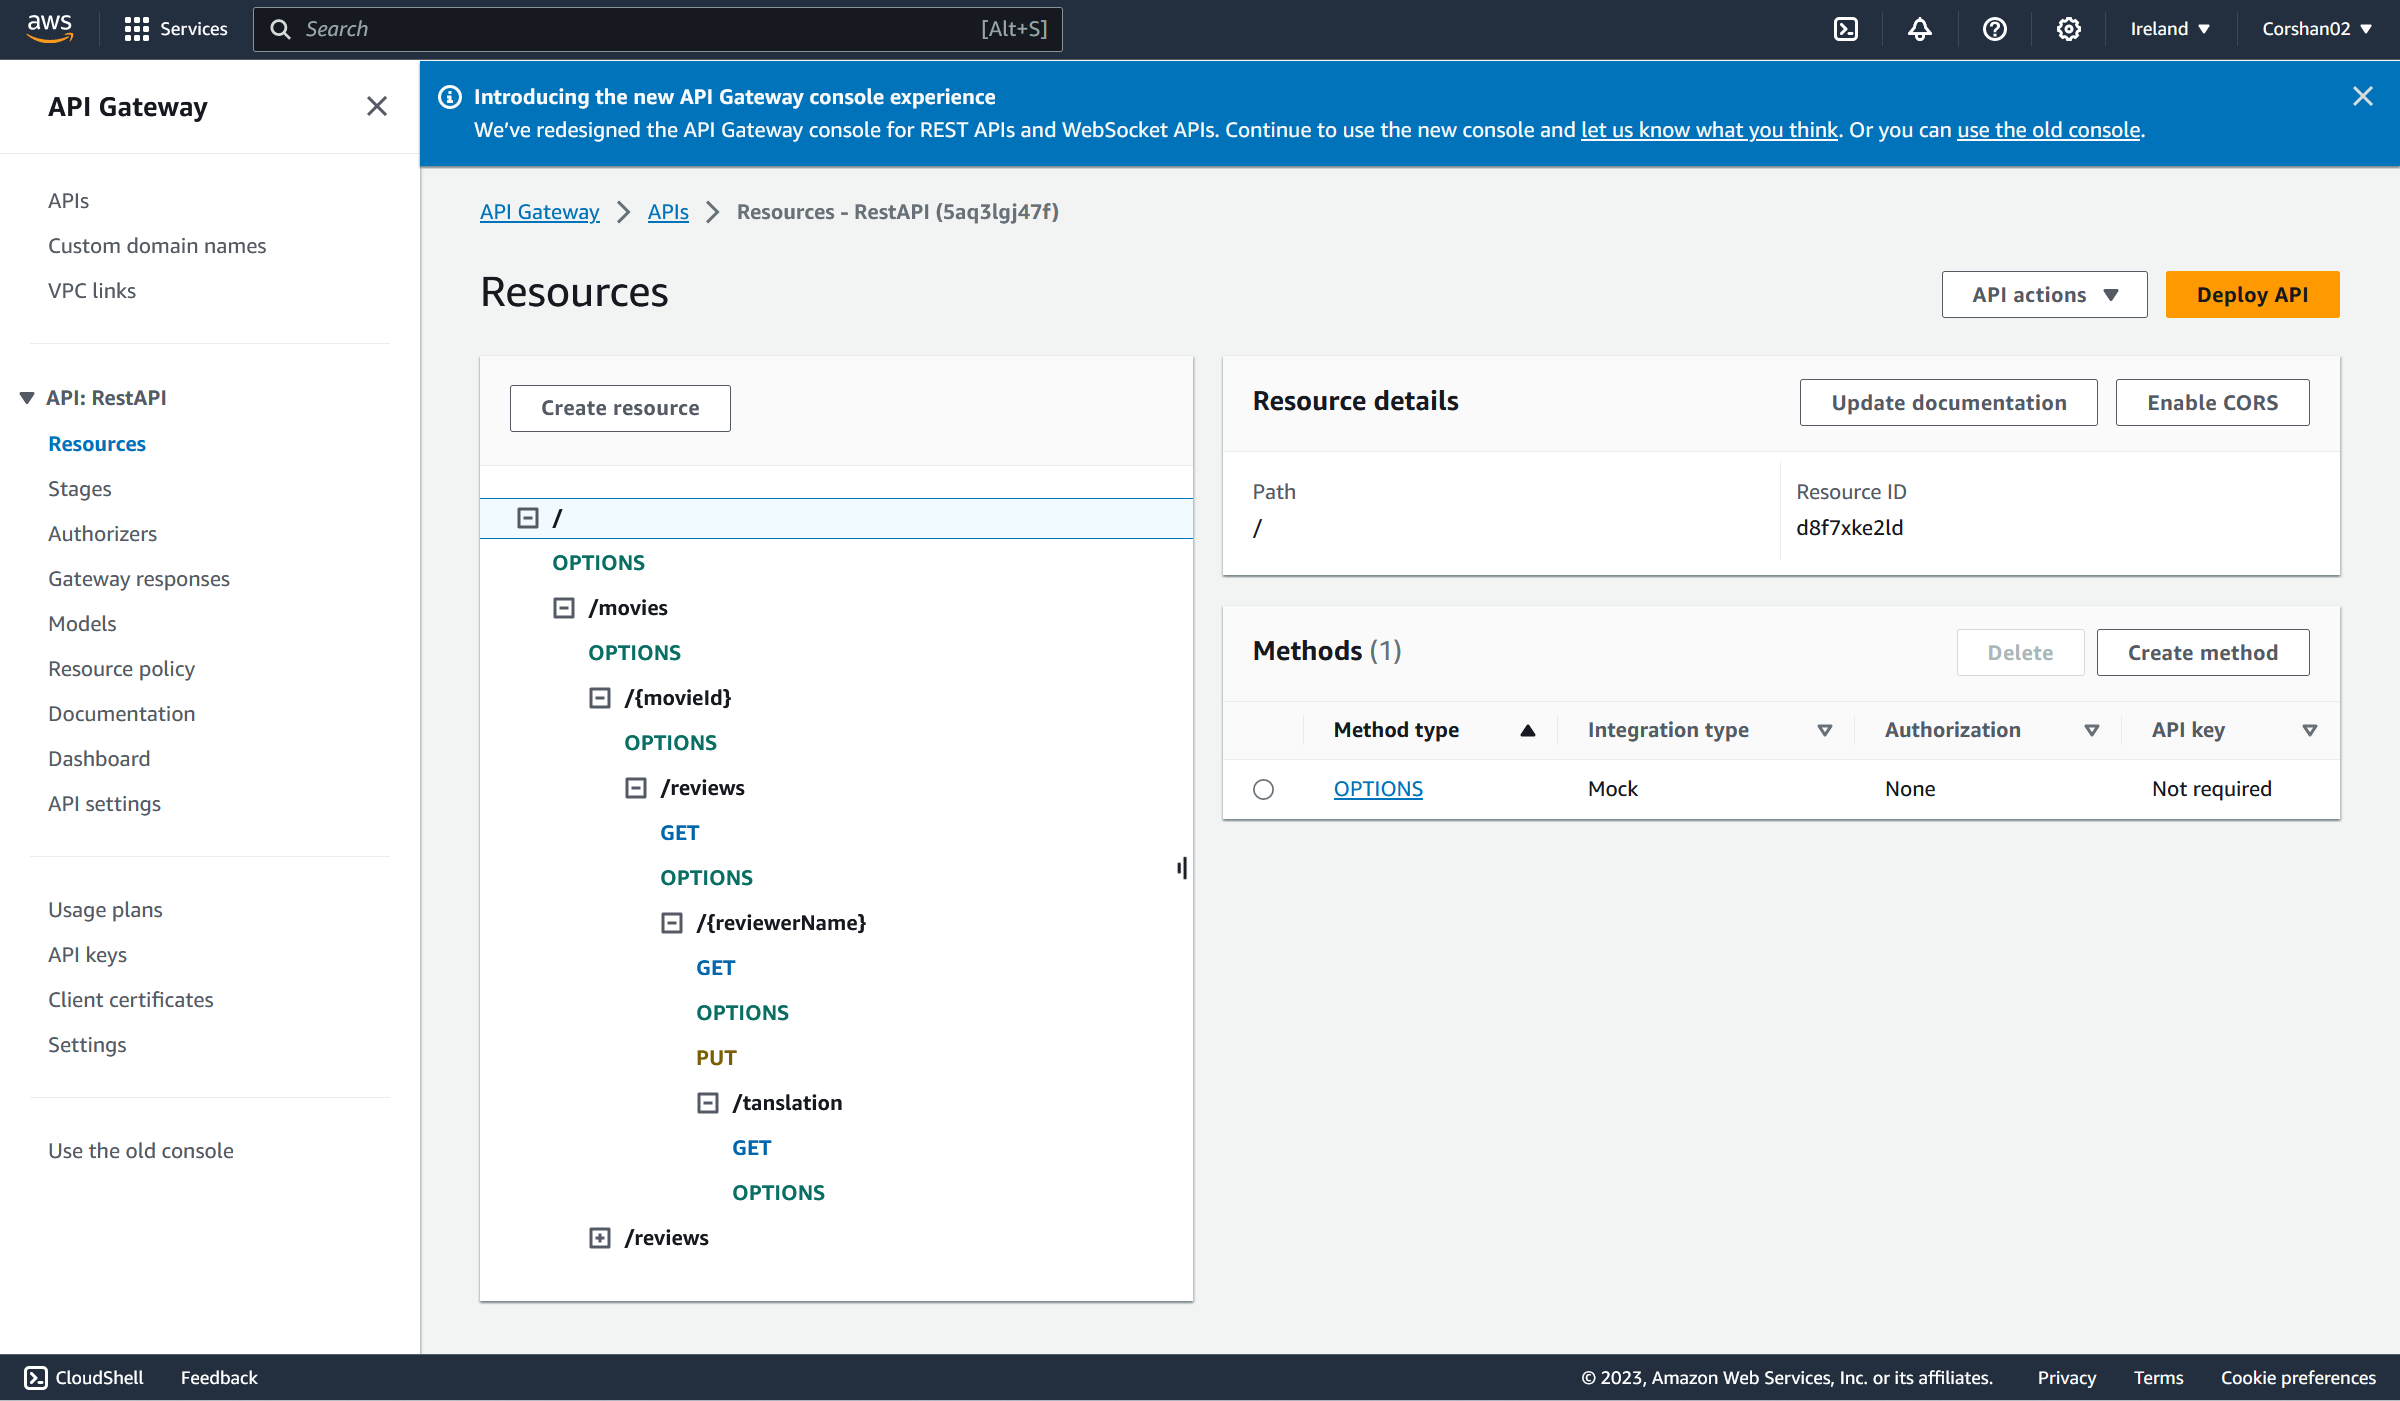 aws
Services
Search
[Alt+S]
Ireland
Corshan02
API Gateway
APIs
Custom domain names
VPC links
API: RestAPI
Resources
Stages
Authorizers
Gateway responses
Models
Resource policy
Documentation
Dashboard
API settings
Usage plans
API keys
Client certificates
Settings
Use the old console
Introducing the new API Gateway console experience
We've redesigned the API Gateway console for REST APIs and WebSocket APIs. Continue to use the new console and let us know what you think. Or you can use the old console.
API Gateway
APIs
Resources - RestAPI (5aq3lgj47f)
Resources
API actions
Deploy API
Create resource
/
OPTIONS
/movies
OPTIONS
/{movieId}
OPTIONS
/reviews
GET
OPTIONS
/{reviewerName}
GET
OPTIONS
PUT
/tanslation
GET
OPTIONS
/reviews
Resource details
Update documentation
Enable CORS
Path
/
Resource ID
d8f7xke2ld
Methods (1)
Delete
Create method
Method type
Integration type
Authorization
API key
OPTIONS
Mock
None
Not required
CloudShell
Feedback
© 2023, Amazon Web Services, Inc. or its affiliates.
Privacy
Terms
Cookie preferences